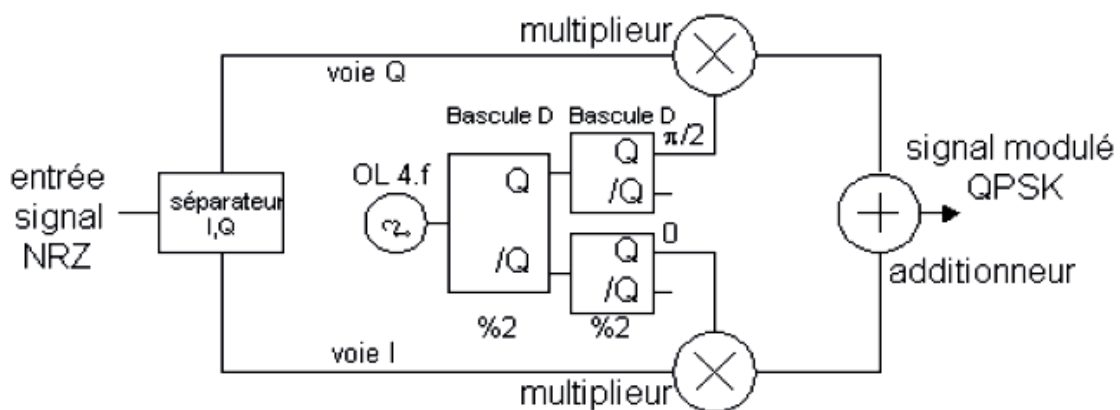 multiplieur
voie Q
Bascule D
Bascule D
π/2
Q
/Q
OL 4.f
Q
/Q
entrée
signal
NRZ
séparateur
I,Q
0
Q
/Q
signal modulé
QPSK
additionneur
%2
%2
voie I
multiplieur